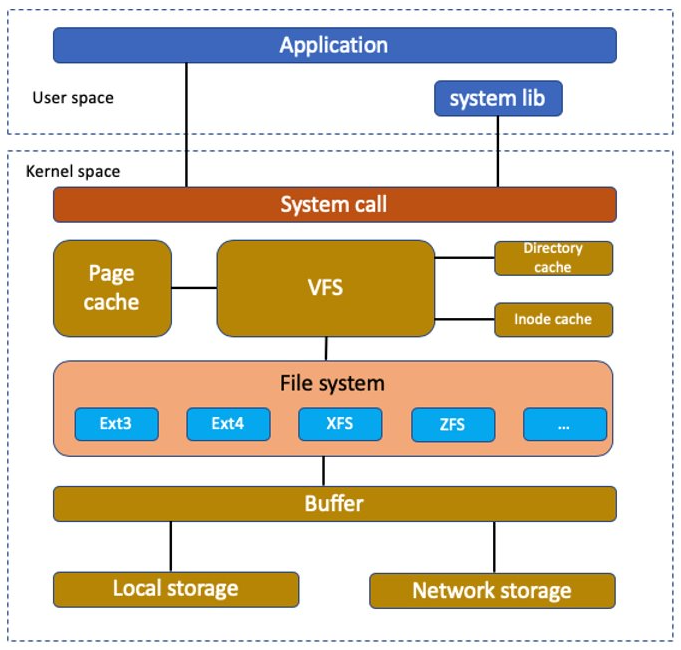 Application
User space
system lib
Kernel space
System call
Page
cache
VFS
Directory
cache
Inode cache
File system
Ext3
Ext4
XFS
ZFS
...
Buffer
Local storage
Network storage